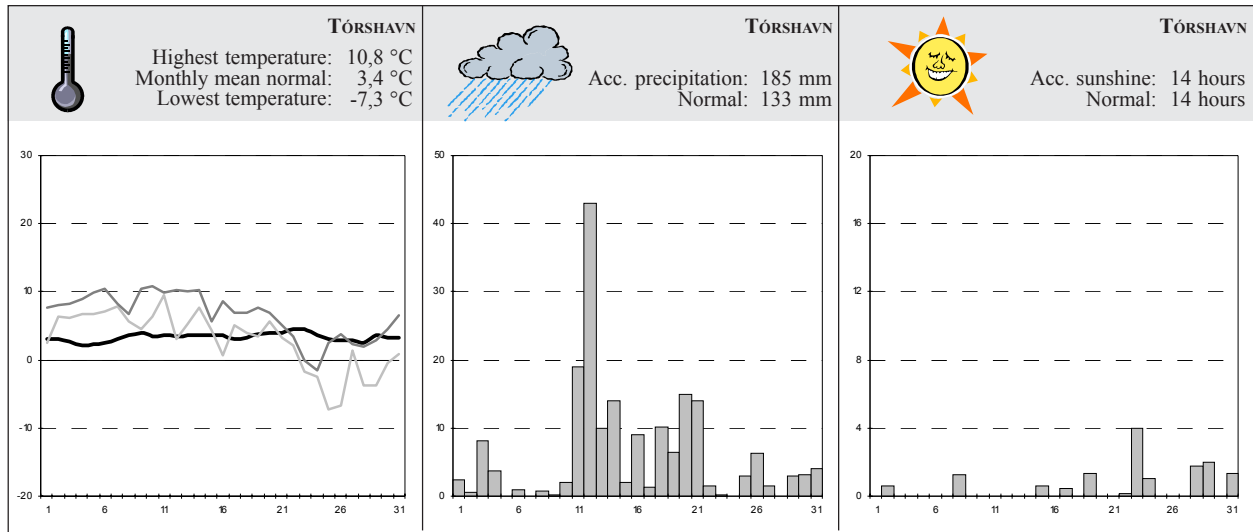 TÓRSHAVN
Highest temperature: 10,8 °C
Monthly mean normal: 3,4 °C
Lowest temperature: -7,3 °C
TÓRSHAVN
Acc. precipitation: 185 mm
Normal: 133 mm
TÓRSHAVN
Acc. sunshine: 14 hours
Normal: 14 hours
30
20
10
0
-10
-20
1 6 11 16 21 26 31
50
40
30
20
10
0
1 6 11 16 21 26 31
20
16
12
8
4
0
1 6 11 16 21 26 31